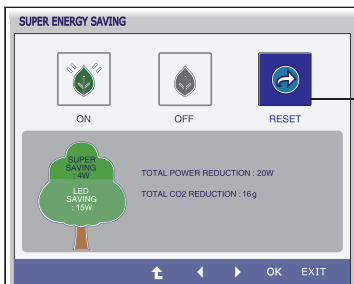 SUPER ENERGY SAVING
ON
OFF
RESET
SUPER
SAVING
: 4W
LED
SAVING
: 15W
TOTAL POWER REDUCTION : 20W
TOTAL CO2 REDUCTION : 16g
OK
EXIT